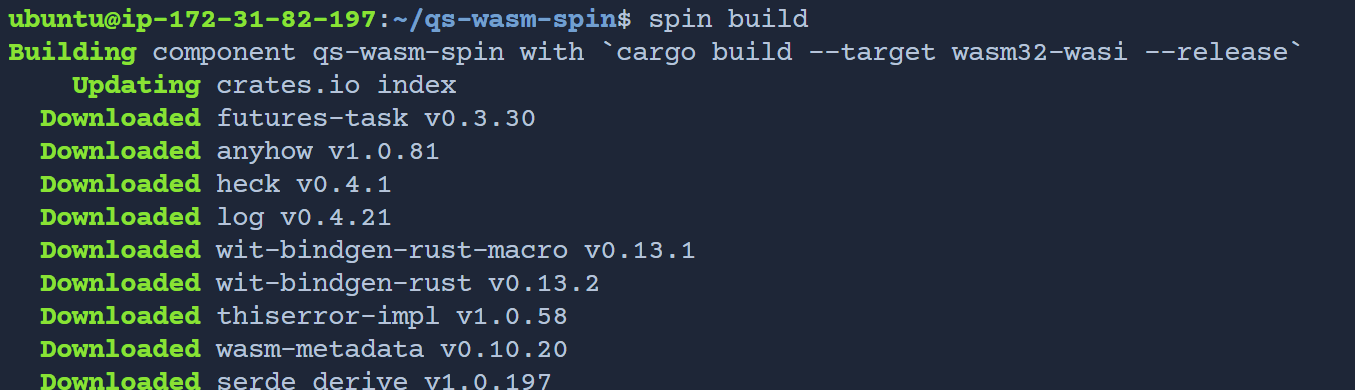 ubuntu@ip-172-31-82-197:~/qs-wasm-spin$ spin build
Building component qs-wasm-spin with `cargo build --target wasm32-wasi --release`
Updating crates.io index
Downloaded futures-task v0.3.30
Downloaded anyhow v1.0.81
Downloaded heck v0.4.1
Downloaded log v0.4.21
Downloaded wit-bindgen-rust-macro v0.13.1
Downloaded wit-bindgen-rust v0.13.2
Downloaded thiserror-impl v1.0.58
Downloaded wasm-metadata v0.10.20
Downloaded serde_derive v1.0.197